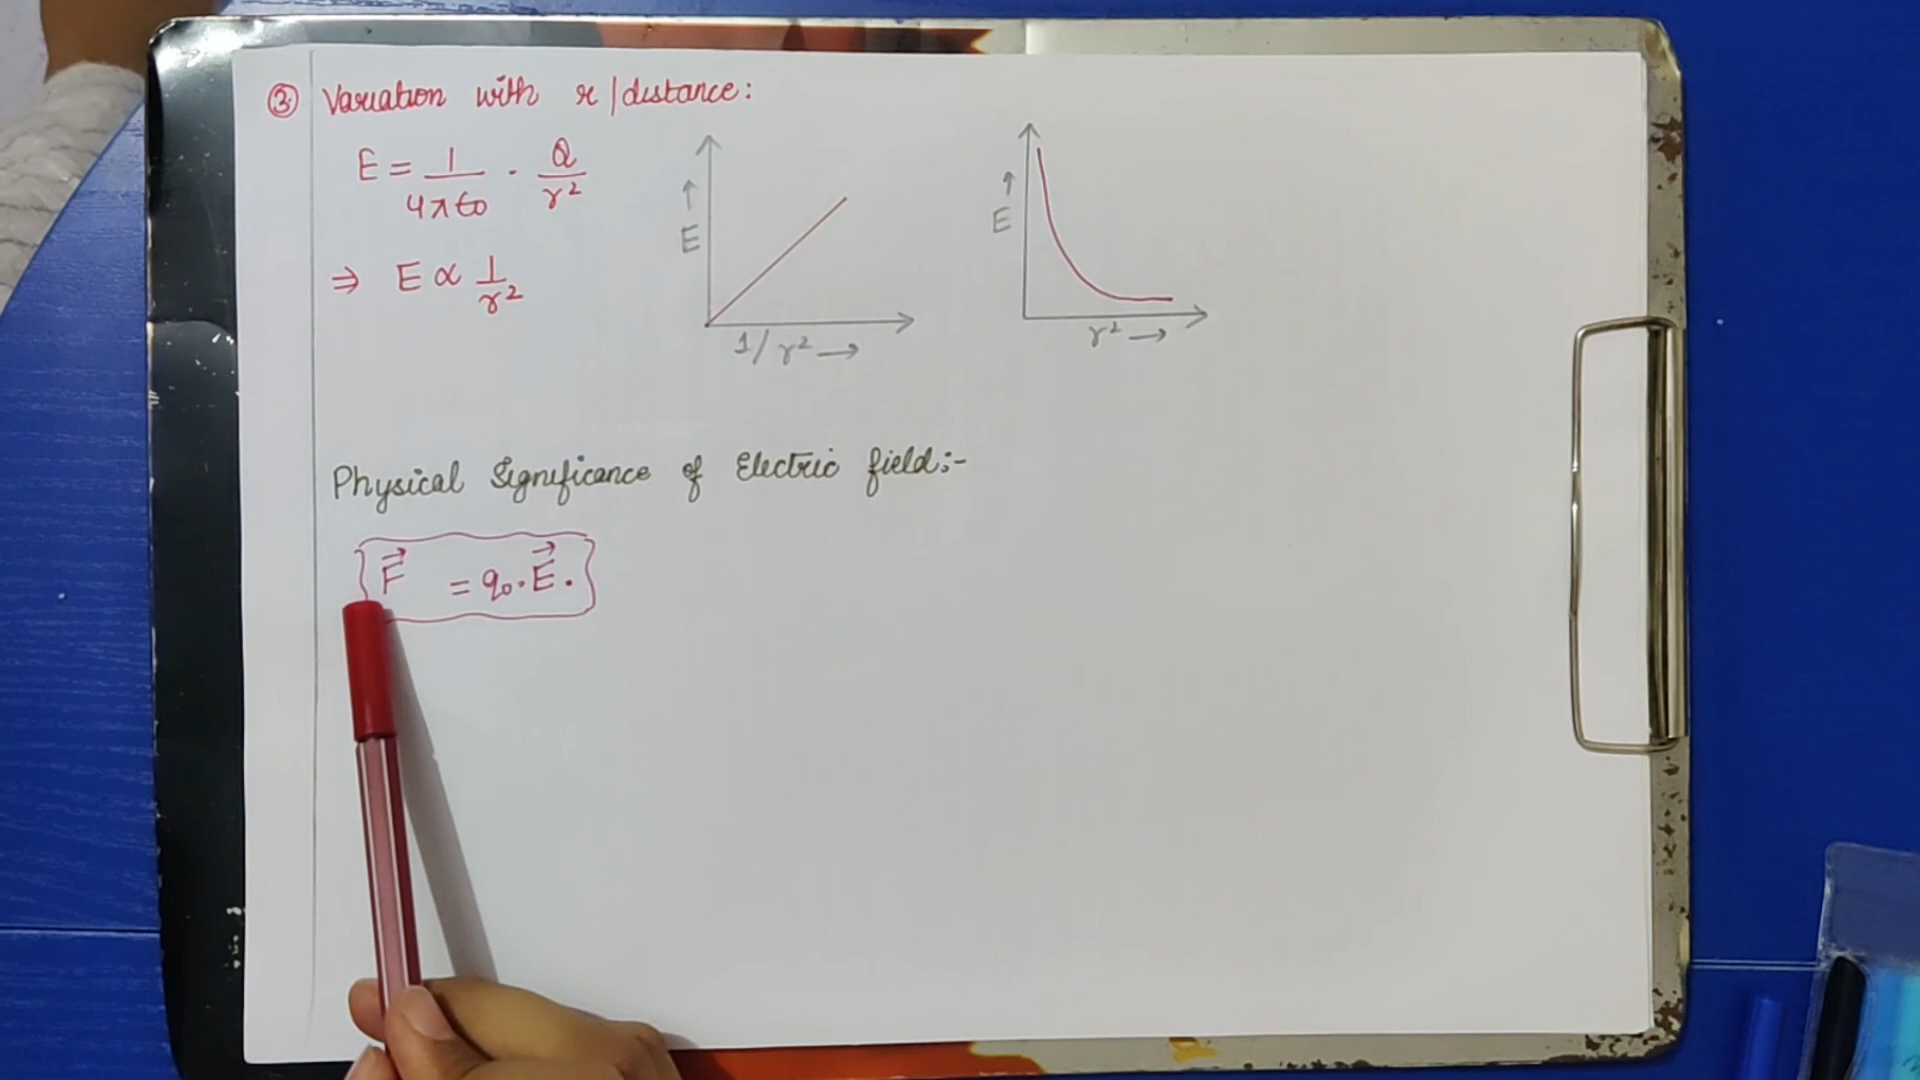 ③ Variation with r/distance:
E = 1/4πϵ0 · Q/r²
⇒ E ∝ 1/r²
↑
E
1/r² →
↑
E
r² →
Physical Significance of Electric field:-
F⃗ = q₀.E⃗.